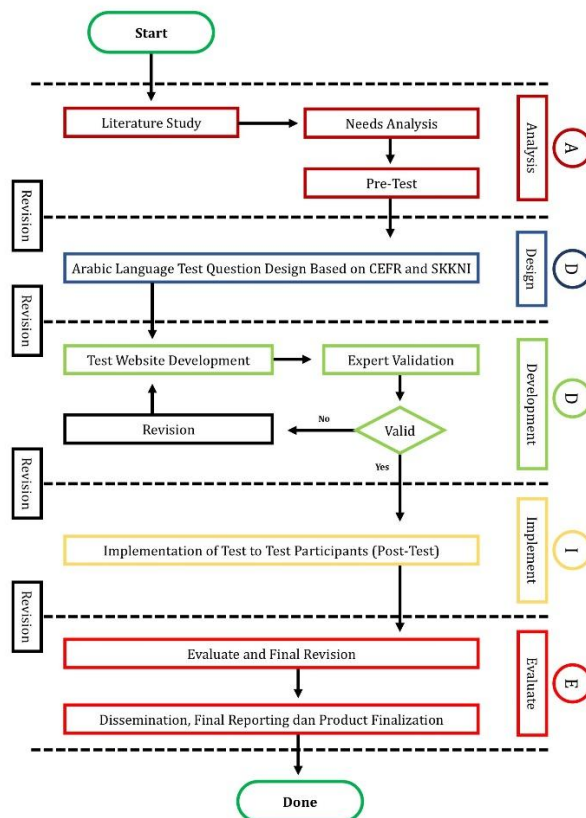 Start
Literature Study
Needs Analysis
Pre-Test
Analysis
A
Revision
Arabic Language Test Question Design Based on CEFR and SKKNI
Design
D
Revision
Test Website Development
Expert Validation
Revision
No
Valid
Yes
Development
D
Revision
Implementation of Test to Test Participants (Post-Test)
Implement
I
Revision
Evaluate and Final Revision
Dissemination, Final Reporting dan Product Finalization
Evaluate
E
Done